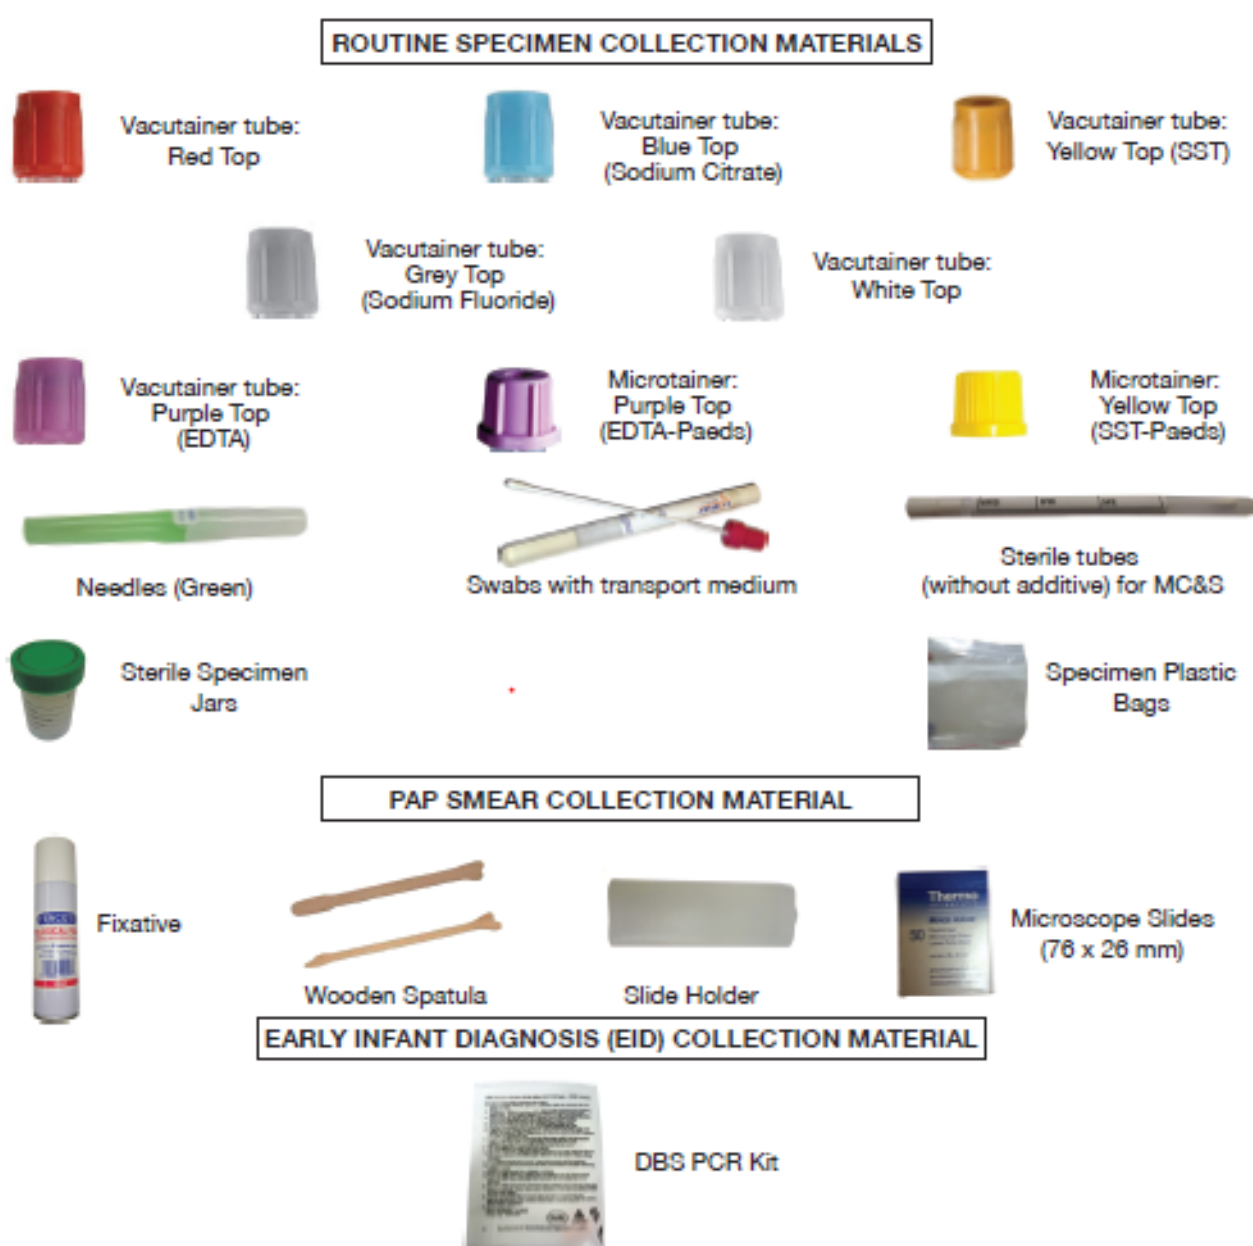 ROUTINE SPECIMEN COLLECTION MATERIALS
Vacutainer tube:
Red Top
Vacutainer tube:
Blue Top
(Sodium Citrate)
Vacutainer tube:
Yellow Top (SST)
Vacutainer tube:
Grey Top
(Sodium Fluoride)
Vacutainer tube:
White Top
Vacutainer tube:
Purple Top
(EDTA)
Microtainer:
Purple Top
(EDTA-Paeds)
Microtainer:
Yellow Top
(SST-Paeds)
Needles (Green)
Swabs with transport medium
Sterile tubes
(without additive) for MC&S
Sterile Specimen
Jars
Specimen Plastic
Bags
PAP SMEAR COLLECTION MATERIAL
Fixative
Wooden Spatula
Slide Holder
Thermo
50
Microscope Slides
(76 x 26 mm)
EARLY INFANT DIAGNOSIS (EID) COLLECTION MATERIAL
DBS PCR Kit